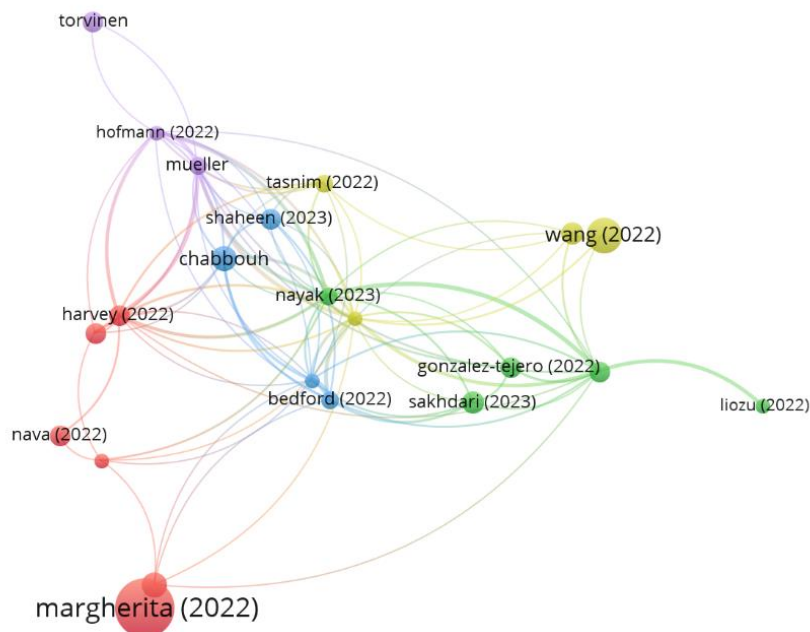 torvinen
hofmann (2022)
mueller
tasnim (2022)
shaheen (2023)
wang (2022)
chabbouh
nayak (2023)
harvey (2022)
gonzalez-tejero (2022)
bedford (2022)
sakhdari (2023)
liozu (2022)
nava (2022)
margherita (2022)